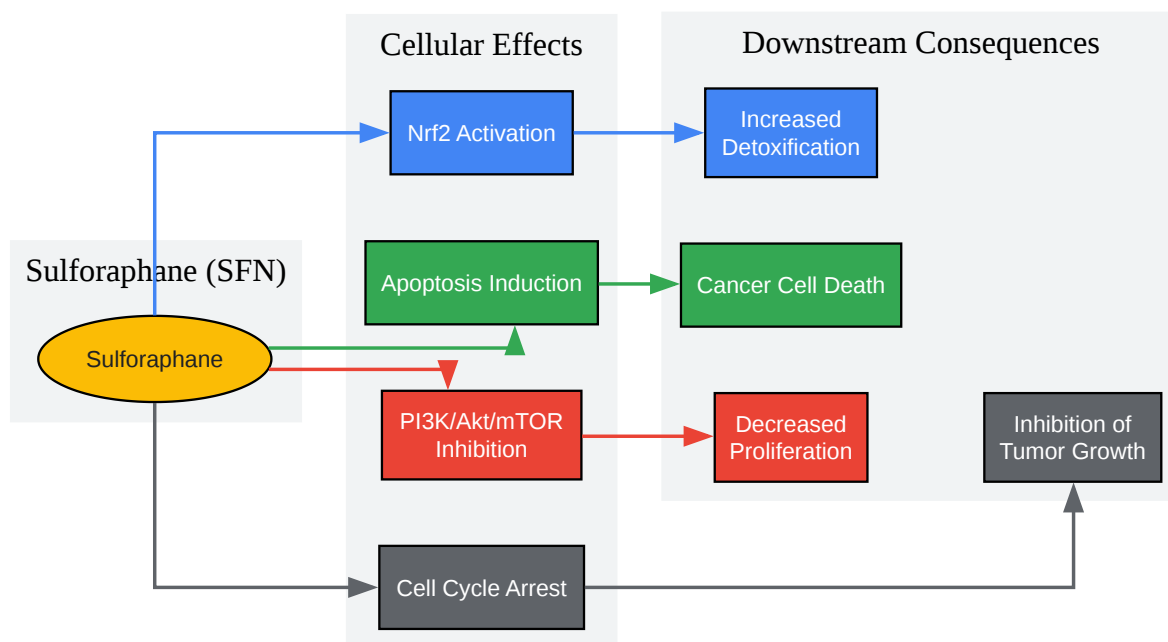 Cellular Effects
Downstream Consequences
Nrf2 Activation
Increased
Detoxification
Sulforaphane (SFN)
Apoptosis Induction
Cancer Cell Death
Sulforaphane
PI3K/Akt/mTOR
Inhibition
Decreased
Proliferation
Inhibition of
Tumor Growth
Cell Cycle Arrest